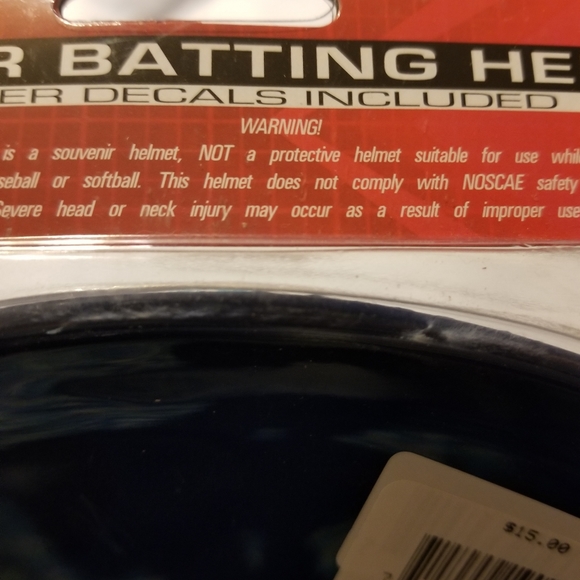 R BATTING HE
ER DECALS INCLUDED
WARNING!
is a souvenir helmet, NOT a protective helmet suitable for use whil
seball or softball. This helmet does not comply with NOSCAE safety
Severe head or neck injury may occur as a result of improper use
$15.00